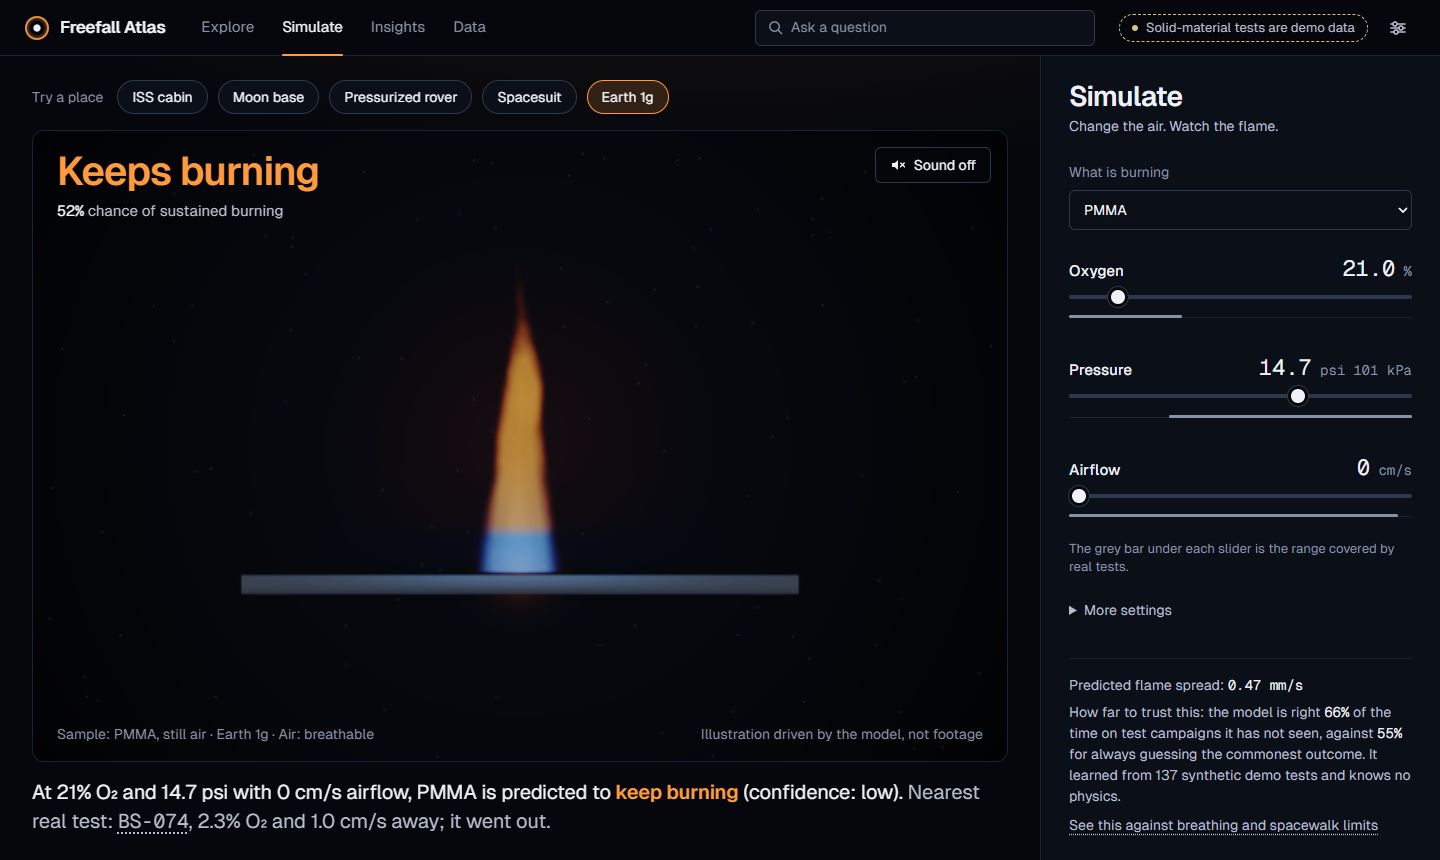 Freefall Atlas
Explore
Simulate
Insights
Data
Ask a question
Solid-material tests are demo data
Try a place
ISS cabin
Moon base
Pressurized rover
Spacesuit
Earth 1g
Keeps burning
52% chance of sustained burning
Sound off
Sample: PMMA, still air · Earth 1g · Air: breathable
Illustration driven by the model, not footage
At 21% O₂ and 14.7 psi with 0 cm/s airflow, PMMA is predicted to keep burning (confidence: low). Nearest
real test: BS-074, 2.3% O₂ and 1.0 cm/s away; it went out.
Simulate
Change the air. Watch the flame.
What is burning
PMMA
Oxygen 21.0 %
Pressure 14.7 psi 101 kPa
Airflow 0 cm/s
The grey bar under each slider is the range covered by
real tests.
More settings
Predicted flame spread: 0.47 mm/s
How far to trust this: the model is right 66% of the
time on test campaigns it has not seen, against 55%
for always guessing the commonest outcome. It
learned from 137 synthetic demo tests and knows no
physics.
See this against breathing and spacewalk limits